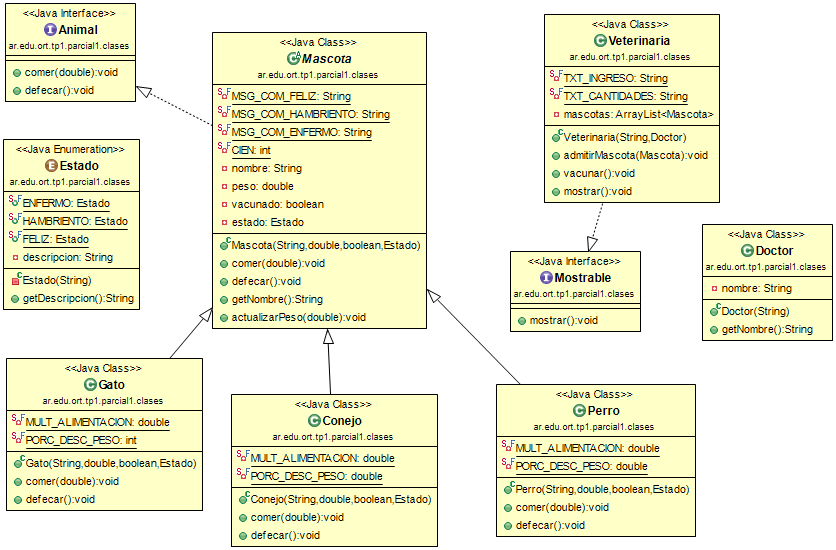 <<Java Interface>>
Animal
ar.edu.ort.tp1.parcial1.clases
comer(double):void
defecar():void
<<Java Class>>
Mascota
ar.edu.ort.tp1.parcial1.clases
MSG_COM_FELIZ: String
MSG_COM_HAMBRIENTO: String
MSG_COM_ENFERMO: String
CIEN: int
nombre: String
peso: double
vacunado: boolean
estado: Estado
Mascota(String,double,boolean,Estado)
comer(double):void
defecar():void
getNombre():String
actualizarPeso(double):void
<<Java Class>>
Veterinaria
ar.edu.ort.tp1.parcial1.clases
TXT_INGRESO: String
TXT_CANTIDADES: String
mascotas: ArrayList<Mascota>
Veterinaria(String,Doctor)
admitirMascota(Mascota):void
vacunar():void
mostrar():void
<<Java Enumeration>>
Estado
ar.edu.ort.tp1.parcial1.clases
ENFERMO: Estado
HAMBRIENTO: Estado
FELIZ: Estado
descripcion: String
Estado(String)
getDescripcion():String
<<Java Interface>>
Mostrable
ar.edu.ort.tp1.parcial1.clases
mostrar():void
<<Java Class>>
Doctor
ar.edu.ort.tp1.parcial1.clases
nombre: String
Doctor(String)
getNombre():String
<<Java Class>>
Gato
ar.edu.ort.tp1.parcial1.clases
MULT_ALIMENTACION: double
PORC_DESC_PESO: int
Gato(String,double,boolean,Estado)
comer(double):void
defecar():void
<<Java Class>>
Conejo
ar.edu.ort.tp1.parcial1.clases
MULT_ALIMENTACION: double
PORC_DESC_PESO: double
Conejo(String,double,boolean,Estado)
comer(double):void
defecar():void
<<Java Class>>
Perro
ar.edu.ort.tp1.parcial1.clases
MULT_ALIMENTACION: double
PORC_DESC_PESO: double
Perro(String,double,boolean,Estado)
comer(double):void
defecar():void